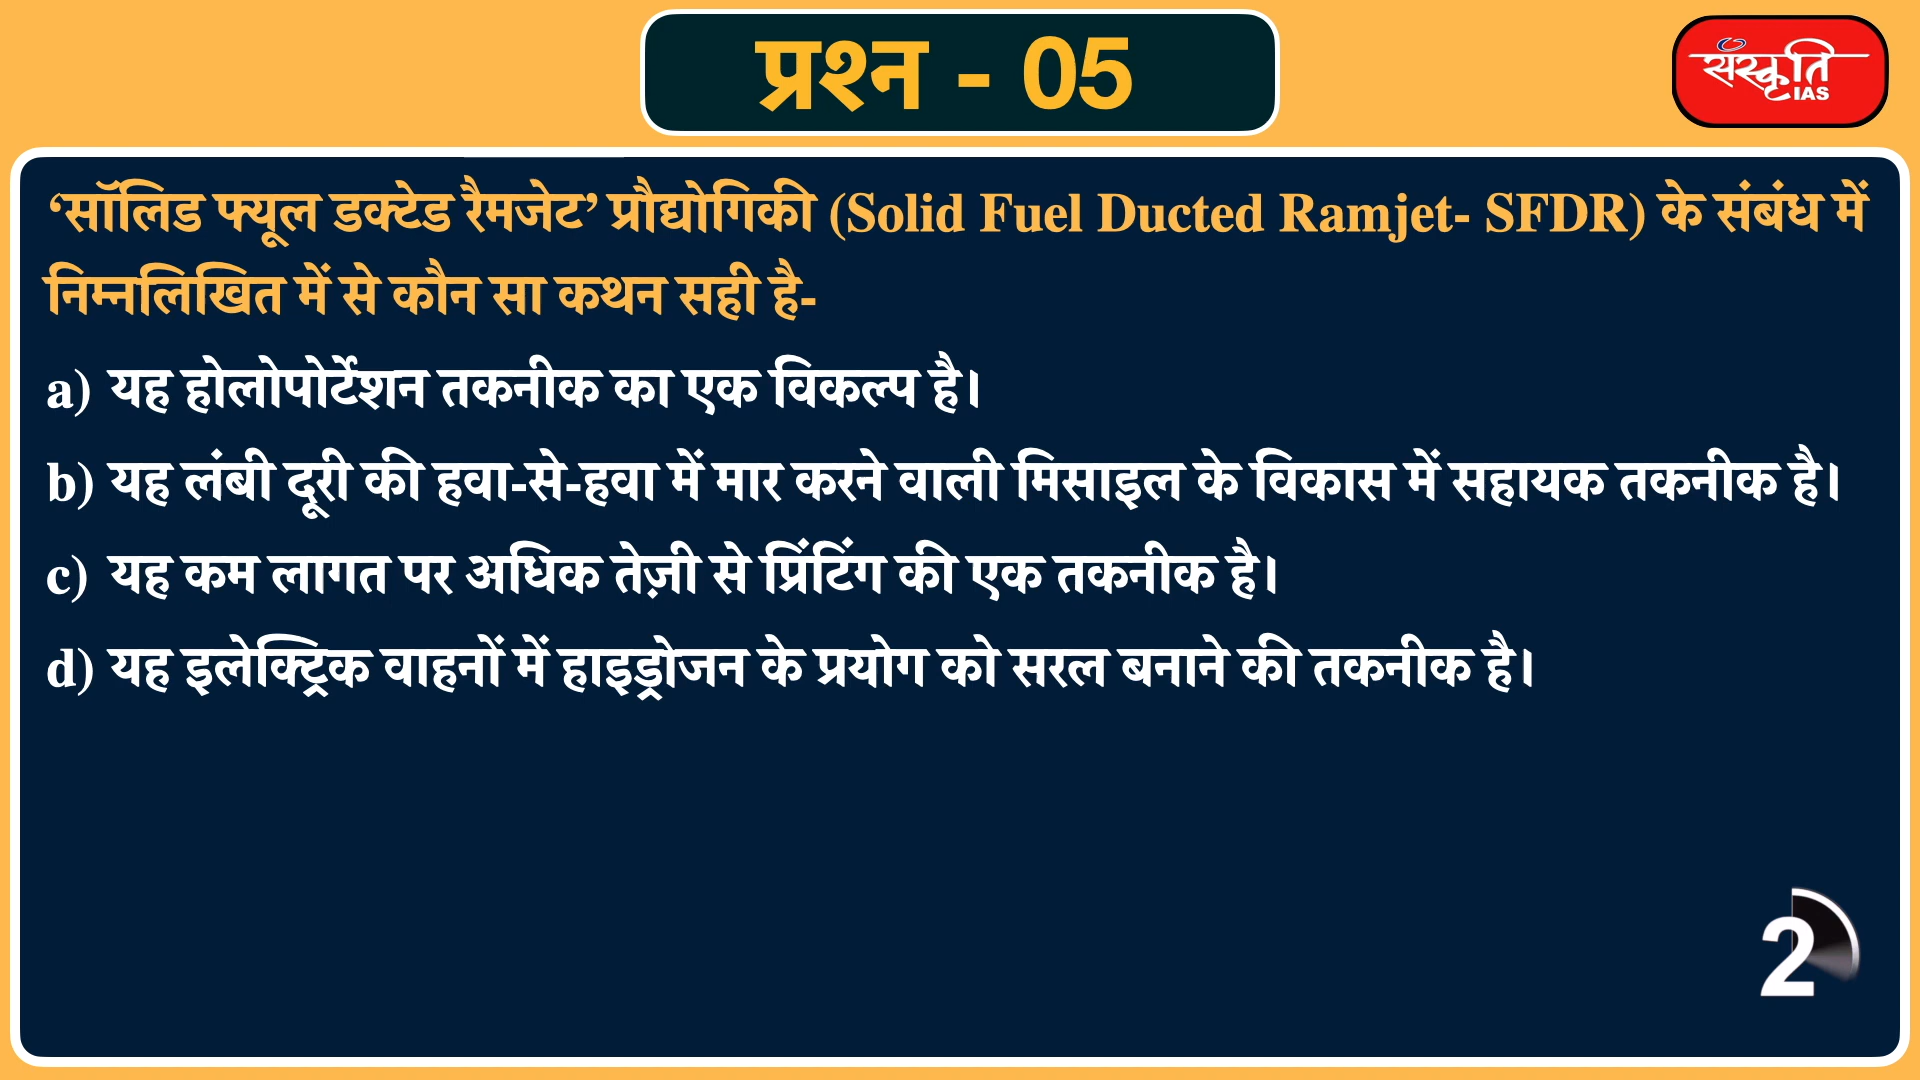 प्रश्न - 05
संस्कृति
IAS
‘सॉलिड फ्यूल डक्टेड रैमजेट’ प्रौद्योगिकी (Solid Fuel Ducted Ramjet- SFDR) के संबंध में
निम्नलिखित में से कौन सा कथन सही है-
a) यह होलोपोर्टेशन तकनीक का एक विकल्प है।
b) यह लंबी दूरी की हवा-से-हवा में मार करने वाली मिसाइल के विकास में सहायक तकनीक है।
c) यह कम लागत पर अधिक तेज़ी से प्रिंटिंग की एक तकनीक है।
d) यह इलेक्ट्रिक वाहनों में हाइड्रोजन के प्रयोग को सरल बनाने की तकनीक है।
2